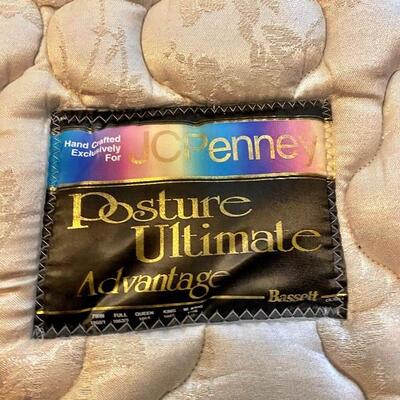 Hand Crafted
Exclusively
For
JCPenney
Posture
Ultimate
Advantage
Bassett
TWIN FULL QUEEN KING